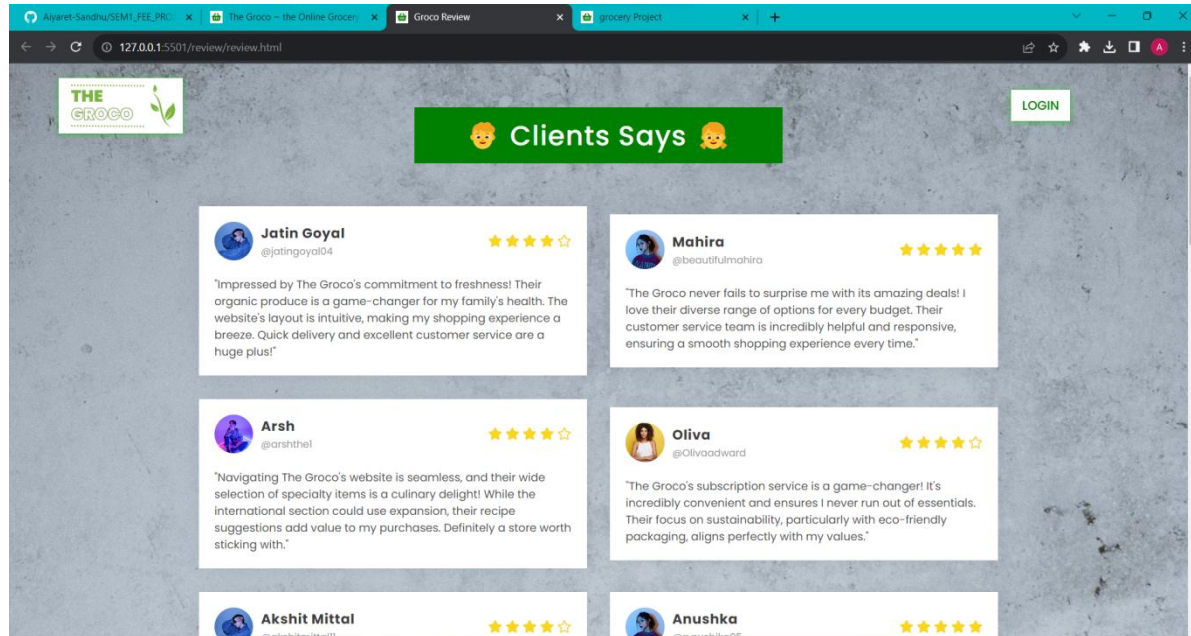 Aiyaret-Sandhu/SEM1_FEE_PRO
The Groco – the Online Grocery
Groco Review
grocery Project
127.0.0.1:5501/review/review.html
A
THE
GROCO
LOGIN
Clients Says
Jatin Goyal
@jatingoyal04
"Impressed by The Groco's commitment to freshness! Their
organic produce is a game-changer for my family's health. The
website's layout is intuitive, making my shopping experience a
breeze. Quick delivery and excellent customer service are a
huge plus!"
Mahira
@beautifulmahira
"The Groco never fails to surprise me with its amazing deals! I
love their diverse range of options for every budget. Their
customer service team is incredibly helpful and responsive,
ensuring a smooth shopping experience every time."
Arsh
@arshthe1
"Navigating The Groco's website is seamless, and their wide
selection of specialty items is a culinary delight! While the
international section could use expansion, their recipe
suggestions add value to my purchases. Definitely a store worth
sticking with."
Oliva
@Olivaadward
"The Groco's subscription service is a game-changer! It's
incredibly convenient and ensures I never run out of essentials.
Their focus on sustainability, particularly with eco-friendly
packaging, aligns perfectly with my values."
Akshit Mittal
Anushka